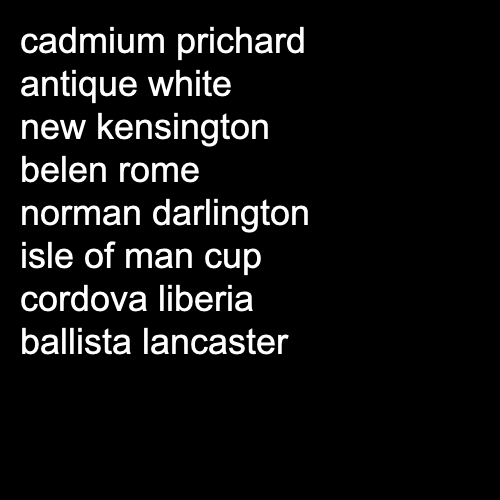 cadmium prichard
antique white
new kensington
belen rome
norman darlington
isle of man cup
cordova liberia
ballista lancaster